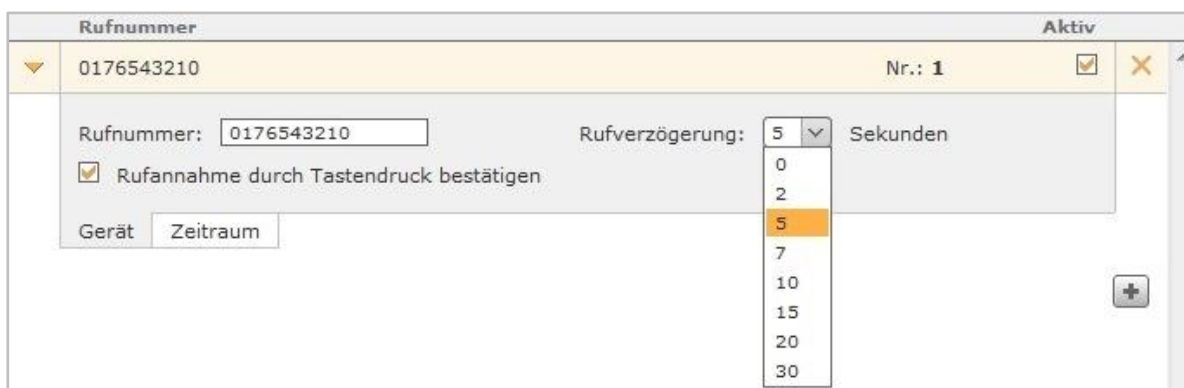 Rufnummer Aktiv
0176543210 Nr.: 1
Rufnummer: 0176543210 Rufverzögerung: 5 Sekunden
Rufannahme durch Tastendruck bestätigen
Gerät Zeitraum
0
2
5
7
10
15
20
30